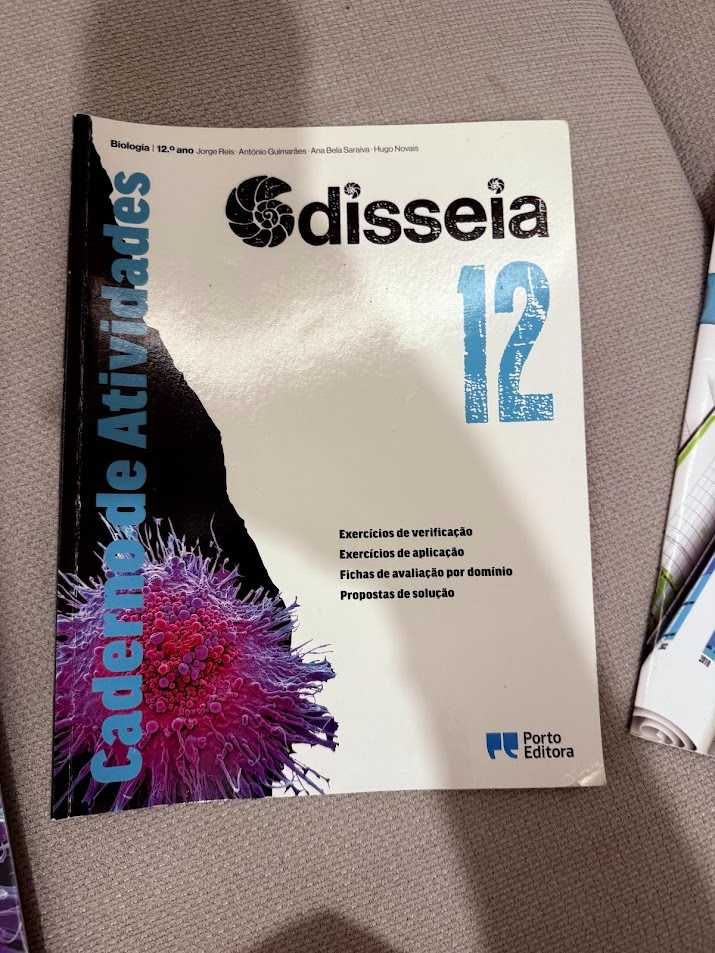 Biologia | 12.º ano Jorge Reis · António Guimarães · Ana Bela Saraiva · Hugo Novais
Odisseia
12
Caderno de Atividades
Exercícios de verificação
Exercícios de aplicação
Fichas de avaliação por domínio
Propostas de solução
Porto
Editora